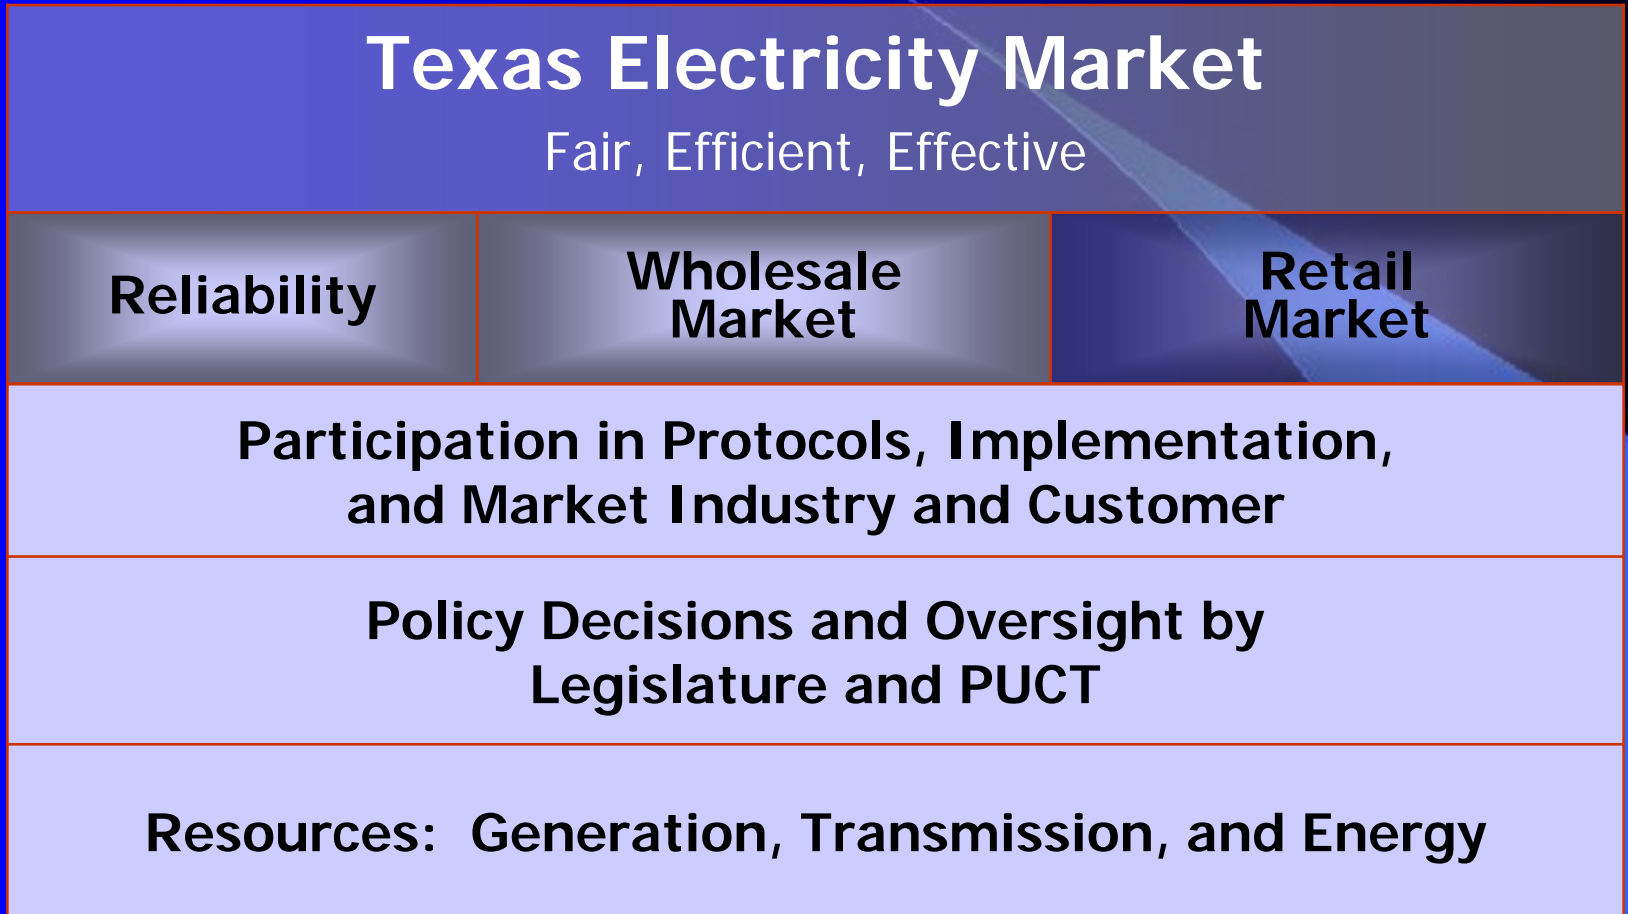 Texas Electricity Market
Fair, Efficient, Effective
Reliability
Wholesale
Market
Retail
Market
Participation in Protocols, Implementation,
and Market Industry and Customer
Policy Decisions and Oversight by
Legislature and PUCT
Resources:  Generation, Transmission, and Energy